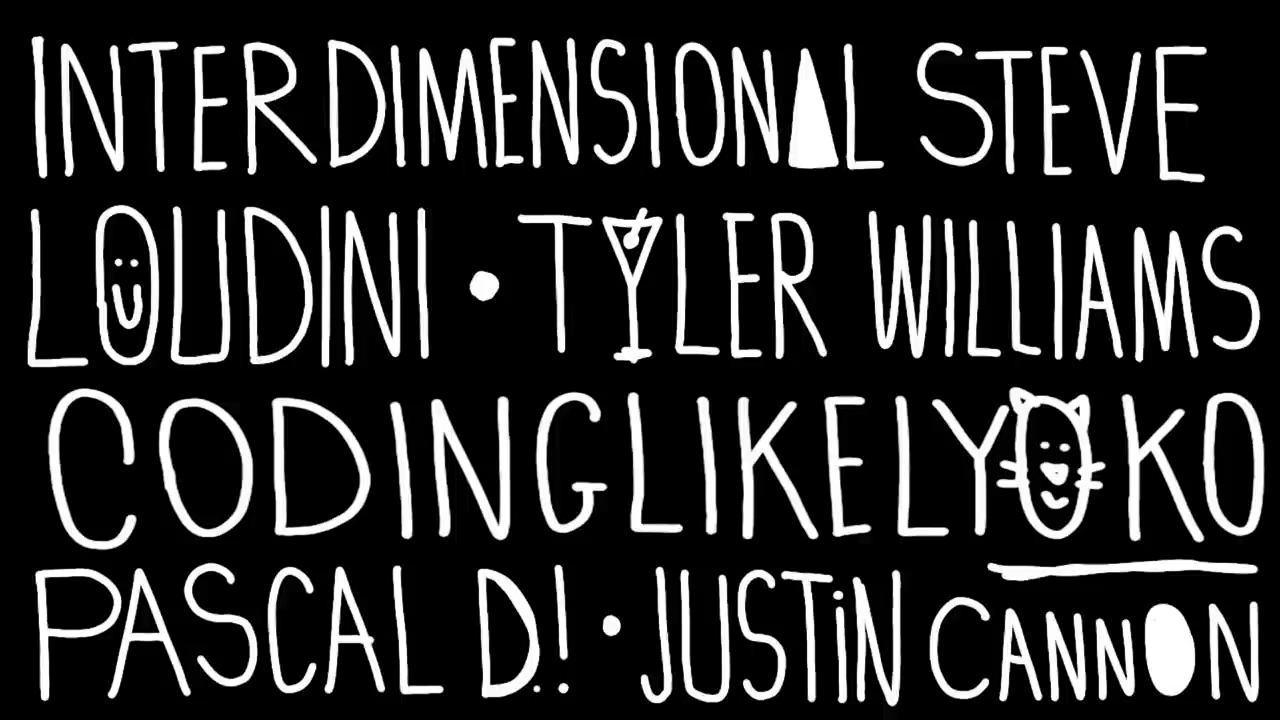 INTERDIMENSIONAL STEVE
LOUDINI • TYLER WILLIAMS
CODINGLIKELYOKO
PASCAL D.! • JUSTiN CANNON